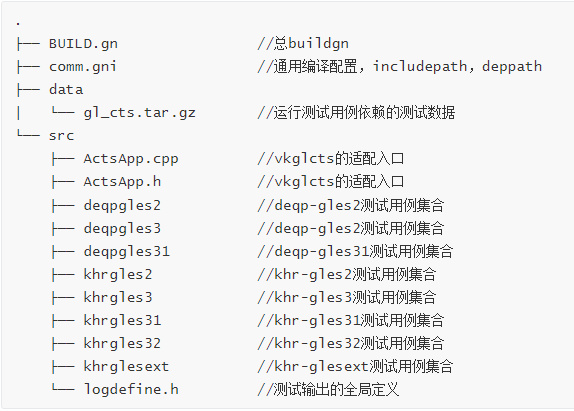 .
├── BUILD.gn                  //总buildgn
├── comm.gni                  //通用编译配置，includepath，deppath
├── data
│   └── gl_cts.tar.gz         //运行测试用例依赖的测试数据
└── src
    ├── ActsApp.cpp           //vkglcts的适配入口
    ├── ActsApp.h             //vkglcts的适配入口
    ├── deqpgles2             //deqp-gles2测试用例集合
    ├── deqpgles3             //deqp-gles2测试用例集合
    ├── deqpgles31            //deqp-gles31测试用例集合
    ├── khrgles2              //khr-gles2测试用例集合
    ├── khrgles3              //khr-gles3测试用例集合
    ├── khrgles31             //khr-gles31测试用例集合
    ├── khrgles32             //khr-gles32测试用例集合
    ├── khrglesext            //khr-glesext测试用例集合
    └── logdefine.h           //测试输出的全局定义